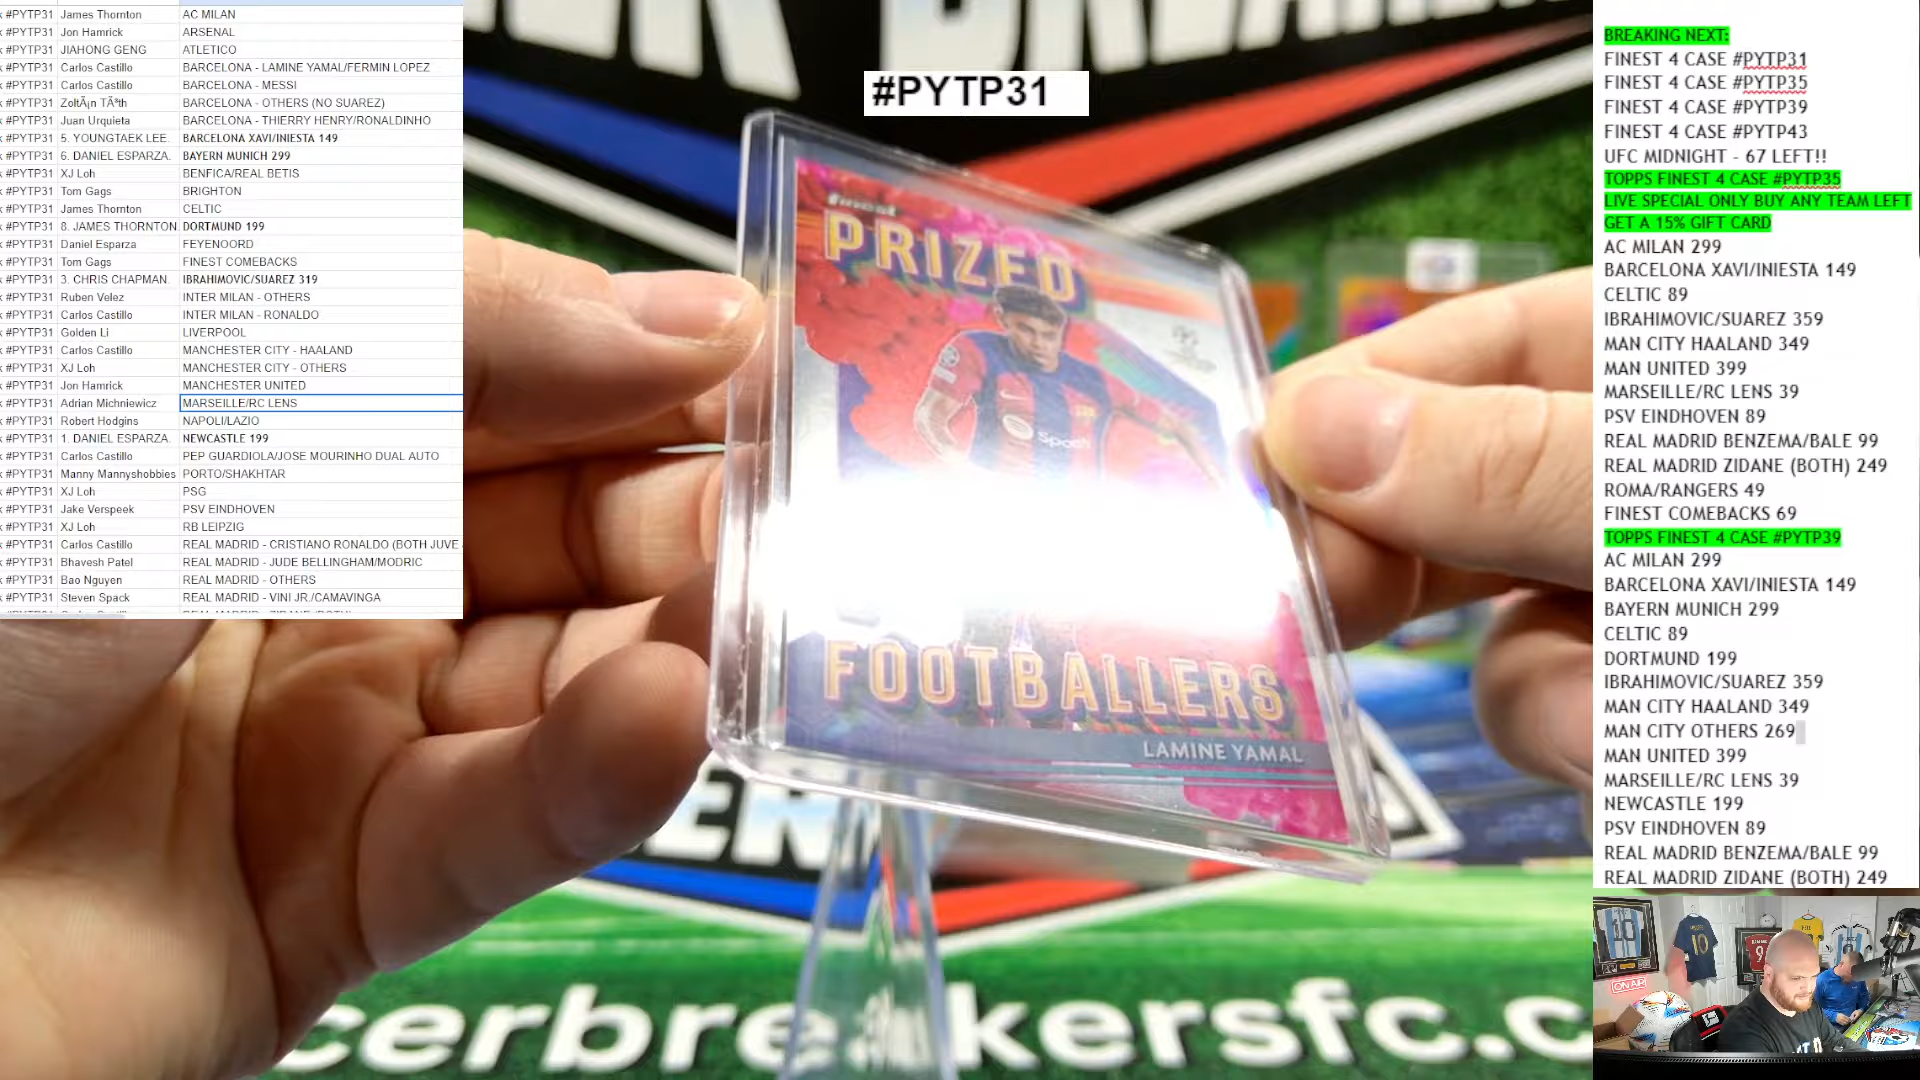 #PYTP31 James Thornton AC MILAN
#PYTP31 Jon Hamrick ARSENAL
#PYTP31 JIAHONG GENG ATLETICO
#PYTP31 Carlos Castillo BARCELONA - LAMINE YAMAL/FERMIN LOPEZ
#PYTP31 Carlos Castillo BARCELONA - MESSI
#PYTP31 ZoltÃ¡n TÃ³th BARCELONA - OTHERS (NO SUAREZ)
#PYTP31 Juan Urquieta BARCELONA - THIERRY HENRY/RONALDINHO
#PYTP31 5. YOUNGTAEK LEE. BARCELONA XAVI/INIESTA 149
#PYTP31 6. DANIEL ESPARZA. BAYERN MUNICH 299
#PYTP31 XJ Loh BENFICA/REAL BETIS
#PYTP31 Tom Gags BRIGHTON
#PYTP31 James Thornton CELTIC
#PYTP31 8. JAMES THORNTON. DORTMUND 199
#PYTP31 Daniel Esparza FEYENOORD
#PYTP31 Tom Gags FINEST COMEBACKS
#PYTP31 3. CHRIS CHAPMAN. IBRAHIMOVIC/SUAREZ 319
#PYTP31 Ruben Velez INTER MILAN - OTHERS
#PYTP31 Carlos Castillo INTER MILAN - RONALDO
#PYTP31 Golden Li LIVERPOOL
#PYTP31 Carlos Castillo MANCHESTER CITY - HAALAND
#PYTP31 XJ Loh MANCHESTER CITY - OTHERS
#PYTP31 Jon Hamrick MANCHESTER UNITED
#PYTP31 Adrian Michniewicz MARSEILLE/RC LENS
#PYTP31 Robert Hodgins NAPOLI/LAZIO
#PYTP31 1. DANIEL ESPARZA. NEWCASTLE 199
#PYTP31 Carlos Castillo PEP GUARDIOLA/JOSE MOURINHO DUAL AUTO
#PYTP31 Manny Mannyshobbies PORTO/SHAKHTAR
#PYTP31 XJ Loh PSG
#PYTP31 Jake Verspeek PSV EINDHOVEN
#PYTP31 XJ Loh RB LEIPZIG
#PYTP31 Carlos Castillo REAL MADRID - CRISTIANO RONALDO (BOTH JUVE
#PYTP31 Bhavesh Patel REAL MADRID - JUDE BELLINGHAM/MODRIC
#PYTP31 Bao Nguyen REAL MADRID - OTHERS
#PYTP31 Steven Spack REAL MADRID - VINI JR./CAMAVINGA
#PYTP31
finest
PRIZED
FOOTBALLERS
LAMINE YAMAL
cerbreakersfc.c
BREAKING NEXT:
FINEST 4 CASE #PYTP31
FINEST 4 CASE #PYTP35
FINEST 4 CASE #PYTP39
FINEST 4 CASE #PYTP43
UFC MIDNIGHT - 67 LEFT!!
TOPPS FINEST 4 CASE #PYTP35
LIVE SPECIAL ONLY BUY ANY TEAM LEFT
GET A 15% GIFT CARD
AC MILAN 299
BARCELONA XAVI/INIESTA 149
CELTIC 89
IBRAHIMOVIC/SUAREZ 359
MAN CITY HAALAND 349
MAN UNITED 399
MARSEILLE/RC LENS 39
PSV EINDHOVEN 89
REAL MADRID BENZEMA/BALE 99
REAL MADRID ZIDANE (BOTH) 249
ROMA/RANGERS 49
FINEST COMEBACKS 69
TOPPS FINEST 4 CASE #PYTP39
AC MILAN 299
BARCELONA XAVI/INIESTA 149
BAYERN MUNICH 299
CELTIC 89
DORTMUND 199
IBRAHIMOVIC/SUAREZ 359
MAN CITY HAALAND 349
MAN CITY OTHERS 269
MAN UNITED 399
MARSEILLE/RC LENS 39
NEWCASTLE 199
PSV EINDHOVEN 89
REAL MADRID BENZEMA/BALE 99
REAL MADRID ZIDANE (BOTH) 249
ON AIR